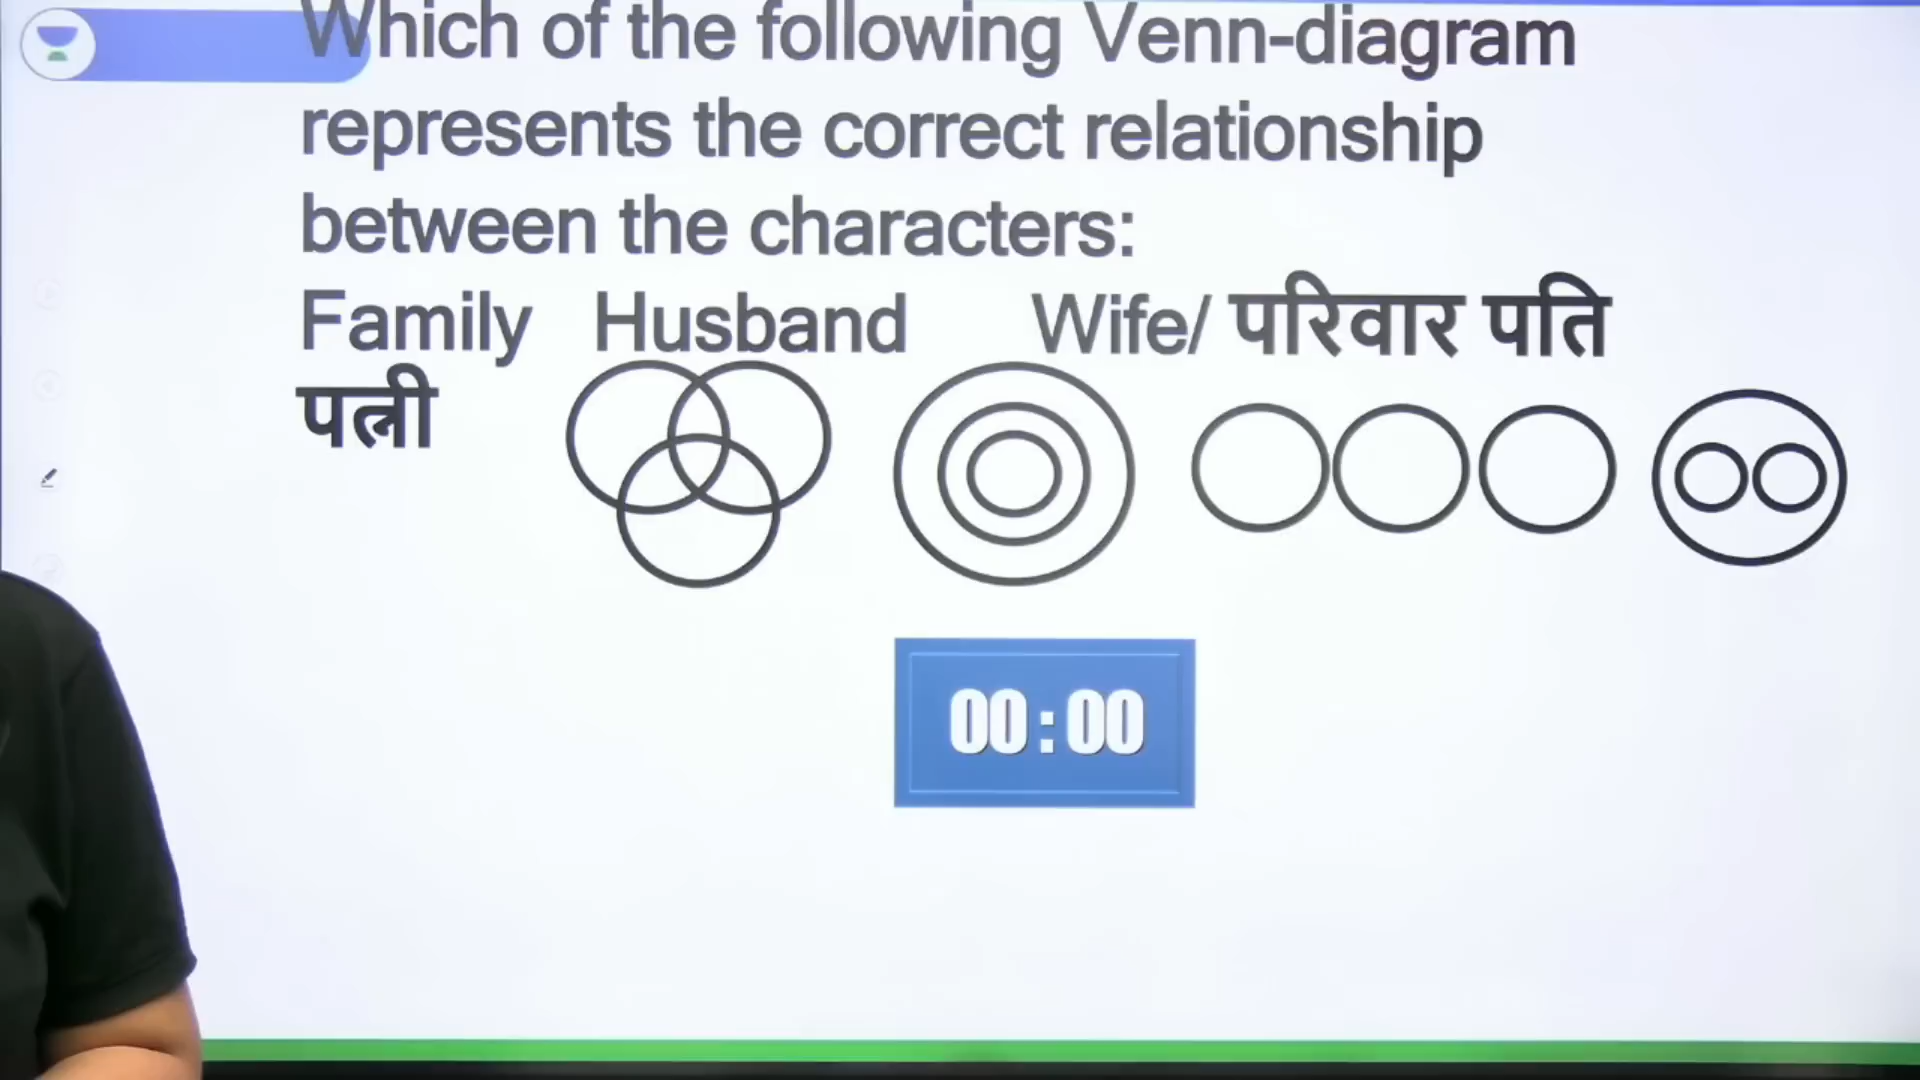 Which of the following Venn-diagram
represents the correct relationship
between the characters:
Family Husband Wife/ परिवार पति
पत्नी
00:00